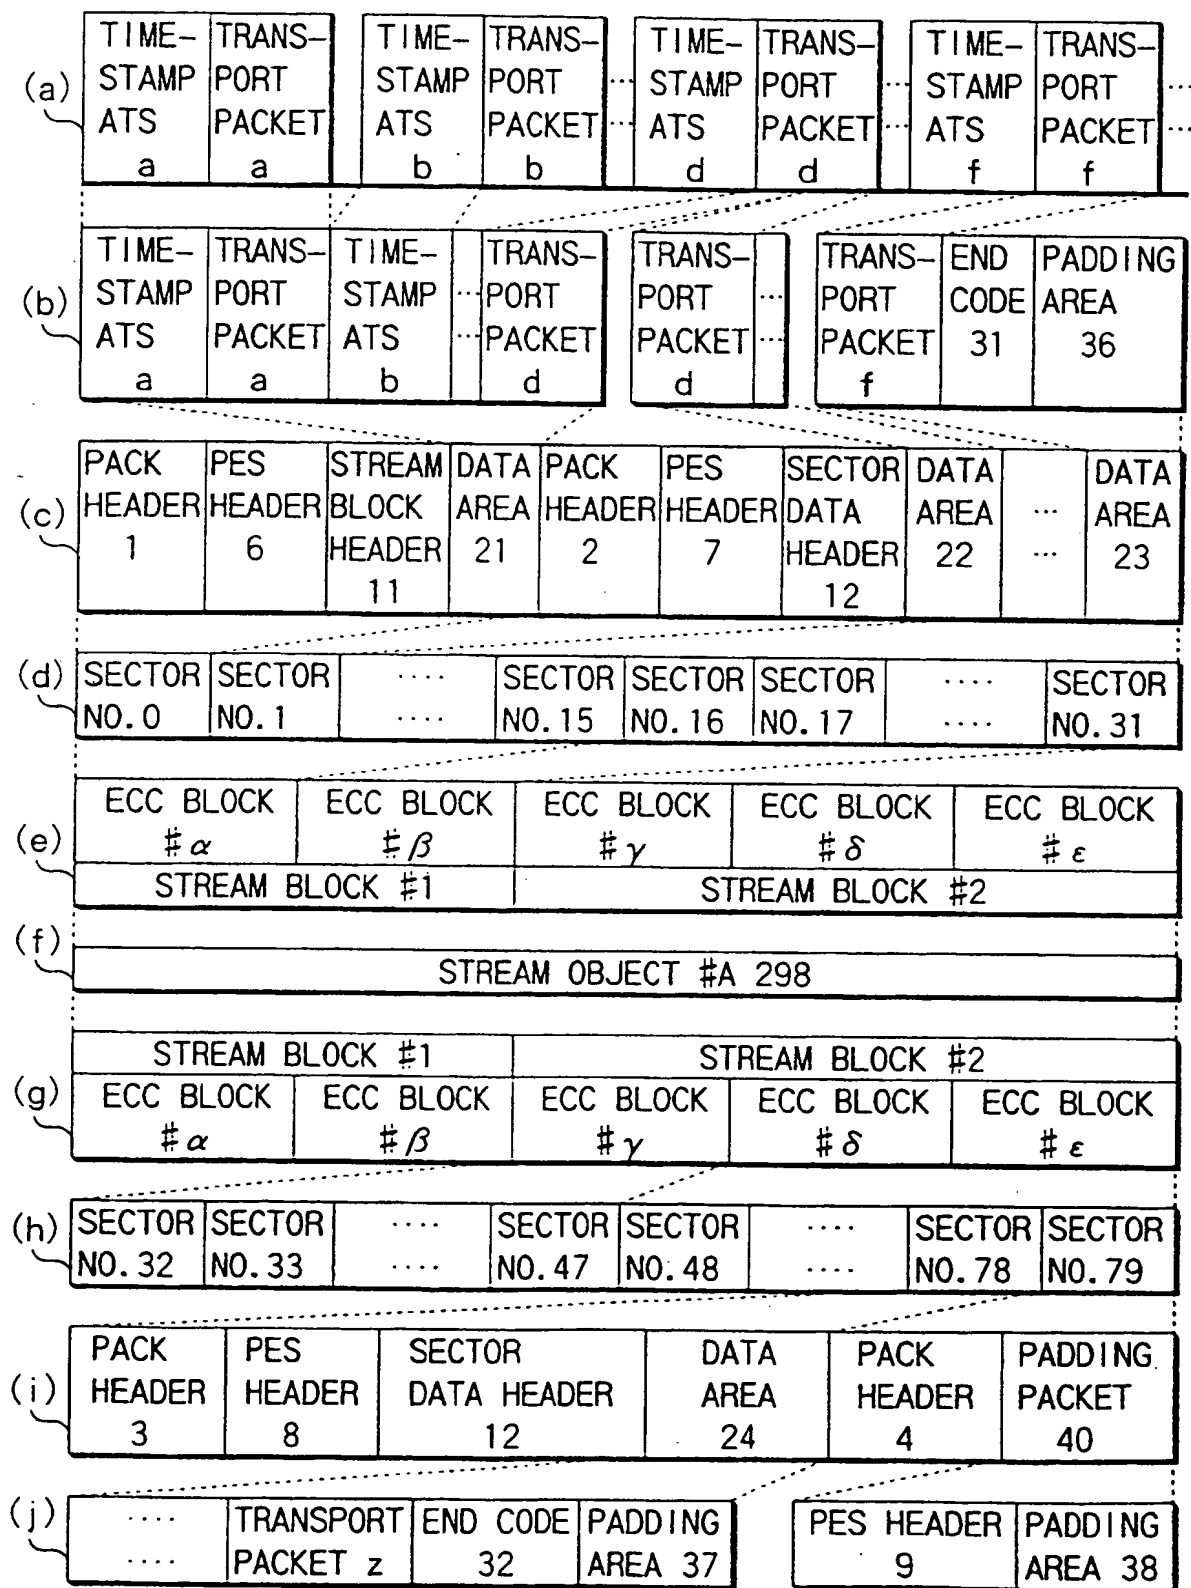 (a)
TIME- TRANS- TIME- TRANS- TIME- TRANS- TIME- TRANS-
STAMP PORT STAMP PORT ···· STAMP PORT ···· STAMP PORT ····
ATS PACKET ATS PACKET ···· ATS PACKET ···· ATS PACKET ····
a a b b d d f f
(b)
TIME- TRANS- TIME- TRANS- TRANS- TRANS- END PADDING
STAMP PORT STAMP ··· PORT PORT ··· PORT CODE AREA
ATS PACKET ATS ··· PACKET PACKET ··· PACKET 31 36
a a b d d f
(c)
PACK PES STREAM DATA PACK PES SECTOR DATA DATA
HEADER HEADER BLOCK AREA HEADER HEADER DATA AREA ··· AREA
1 6 HEADER 21 2 7 HEADER 22 ··· 23
11 12
(d)
SECTOR SECTOR ···· SECTOR SECTOR SECTOR ···· SECTOR
NO.0 NO.1 ···· NO.15 NO.16 NO.17 ···· NO.31
(e)
ECC BLOCK ECC BLOCK ECC BLOCK ECC BLOCK ECC BLOCK
#α #β #γ #δ #ε
STREAM BLOCK #1 STREAM BLOCK #2
(f)
STREAM OBJECT #A 298
(g)
STREAM BLOCK #1 STREAM BLOCK #2
ECC BLOCK ECC BLOCK ECC BLOCK ECC BLOCK ECC BLOCK
#α #β #γ #δ #ε
(h)
SECTOR SECTOR ···· SECTOR SECTOR ···· SECTOR SECTOR
NO.32 NO.33 ···· NO.47 NO.48 ···· NO.78 NO.79
(i)
PACK PES SECTOR DATA PACK PADDING
HEADER HEADER DATA HEADER AREA HEADER PACKET
3 8 12 24 4 40
(j)
···· TRANSPORT END CODE PADDING PES HEADER PADDING
···· PACKET z 32 AREA 37 9 AREA 38